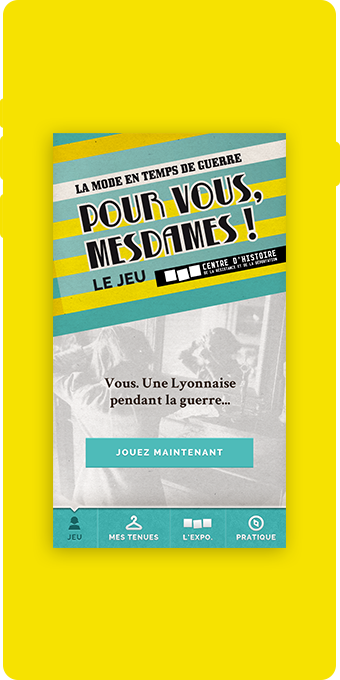 LA MODE EN TEMPS DE GUERRE
POUR VOUS,
MESDAMES !
LE JEU
CENTRE D'HISTOIRE
DE LA RÉSISTANCE ET DE LA DÉPORTATION
Vous. Une Lyonnaise
pendant la guerre...
JOUEZ MAINTENANT
JEU
MES TENUES
L'EXPO.
PRATIQUE